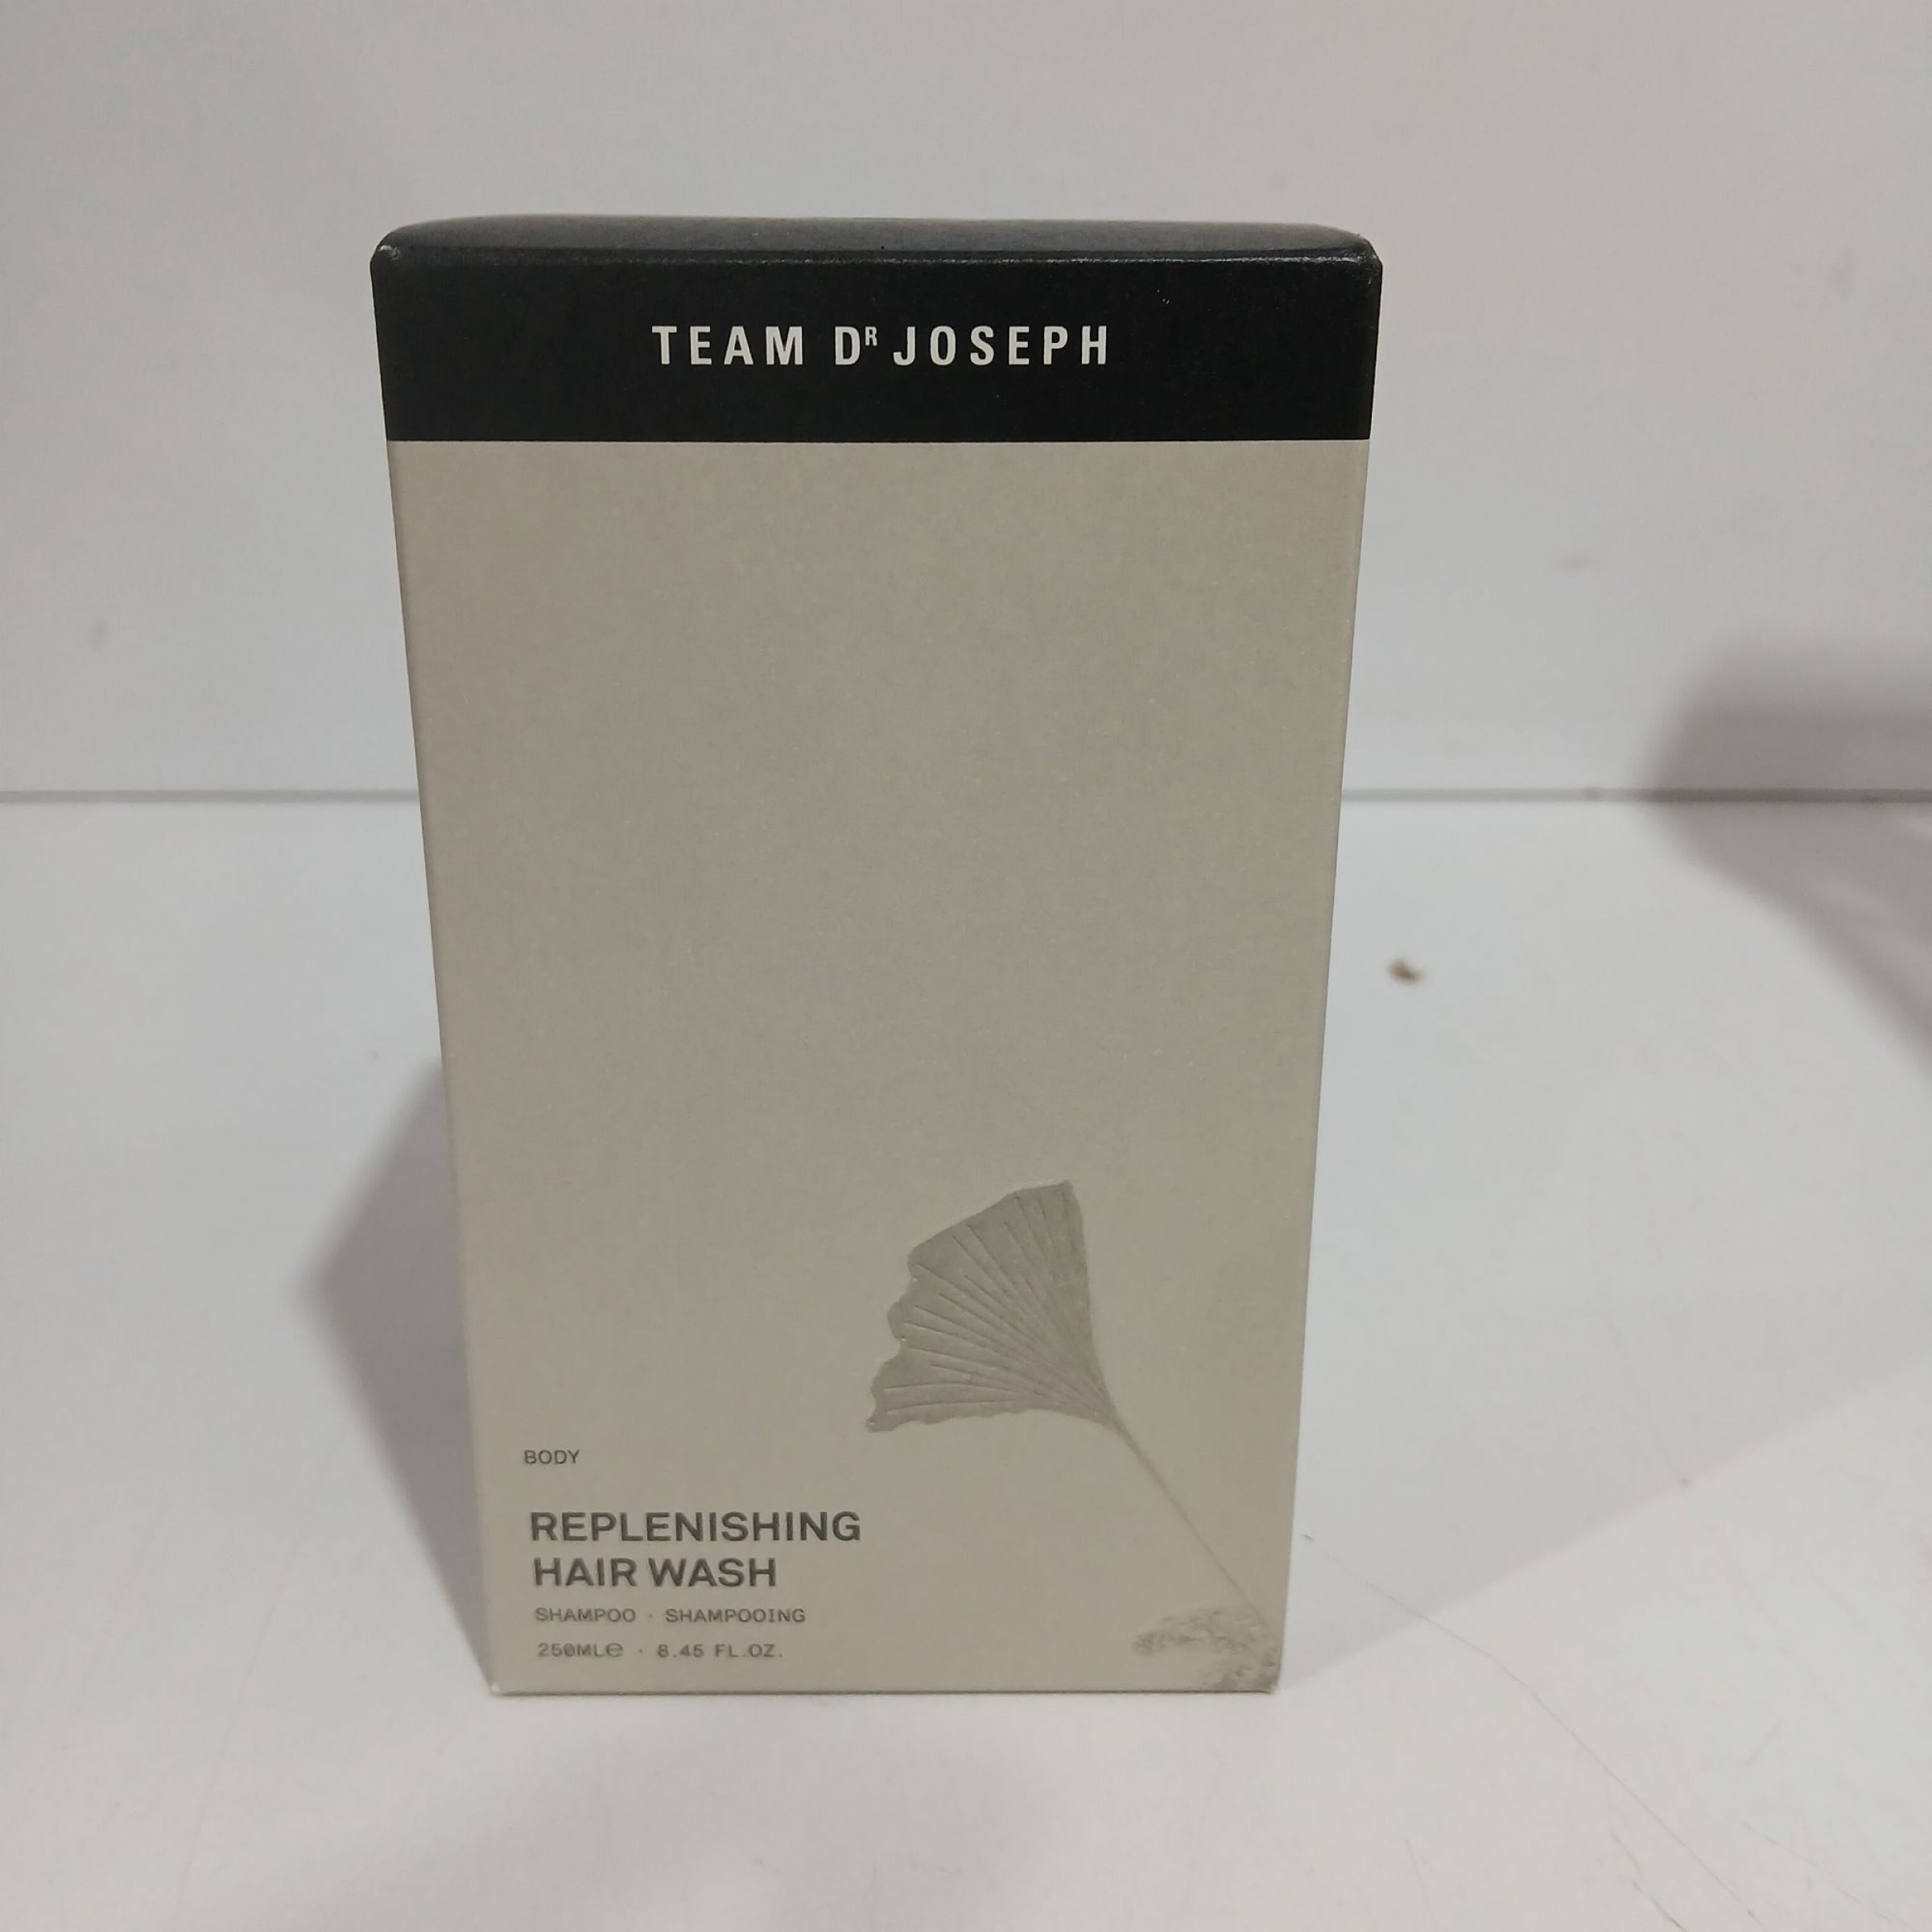 TEAM DR JOSEPH
BODY
REPLENISHING
HAIR WASH
SHAMPOO · SHAMPOOING
250ML℮ · 8.45 FL.OZ.